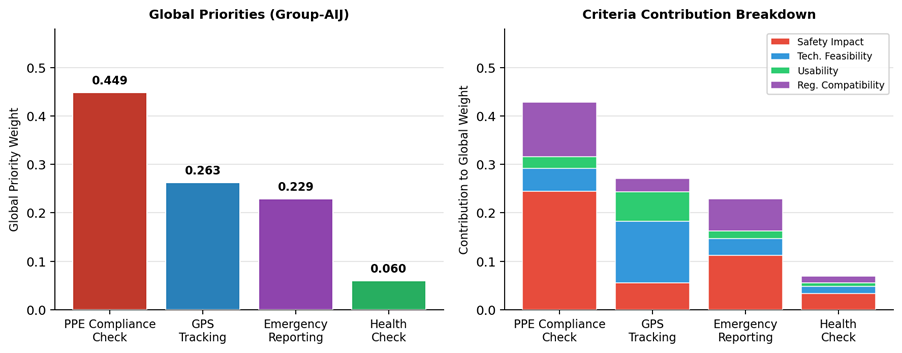 Global Priorities (Group-AIJ)
Global Priority Weight
0.5
0.4
0.3
0.2
0.1
0.0
0.449
0.263
0.229
0.060
PPE Compliance
Check
GPS
Tracking
Emergency
Reporting
Health
Check
Criteria Contribution Breakdown
Contribution to Global Weight
0.5
0.4
0.3
0.2
0.1
0.0
Safety Impact
Tech. Feasibility
Usability
Reg. Compatibility
PPE Compliance
Check
GPS
Tracking
Emergency
Reporting
Health
Check